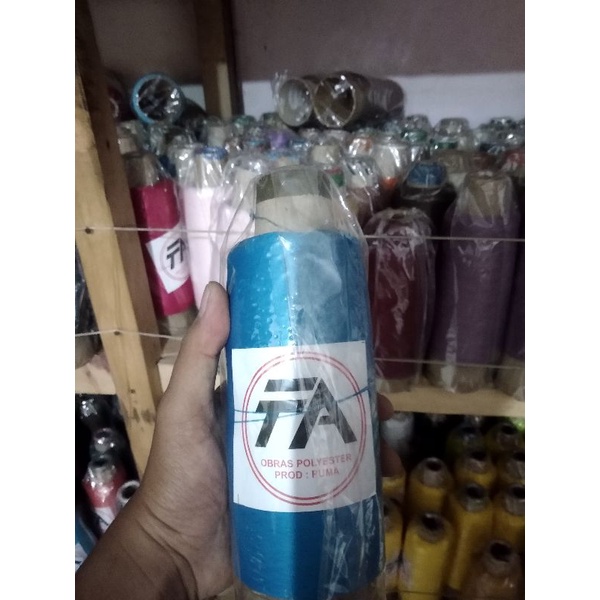 FA
OBRAS POLYESTER
PROD : FUMA